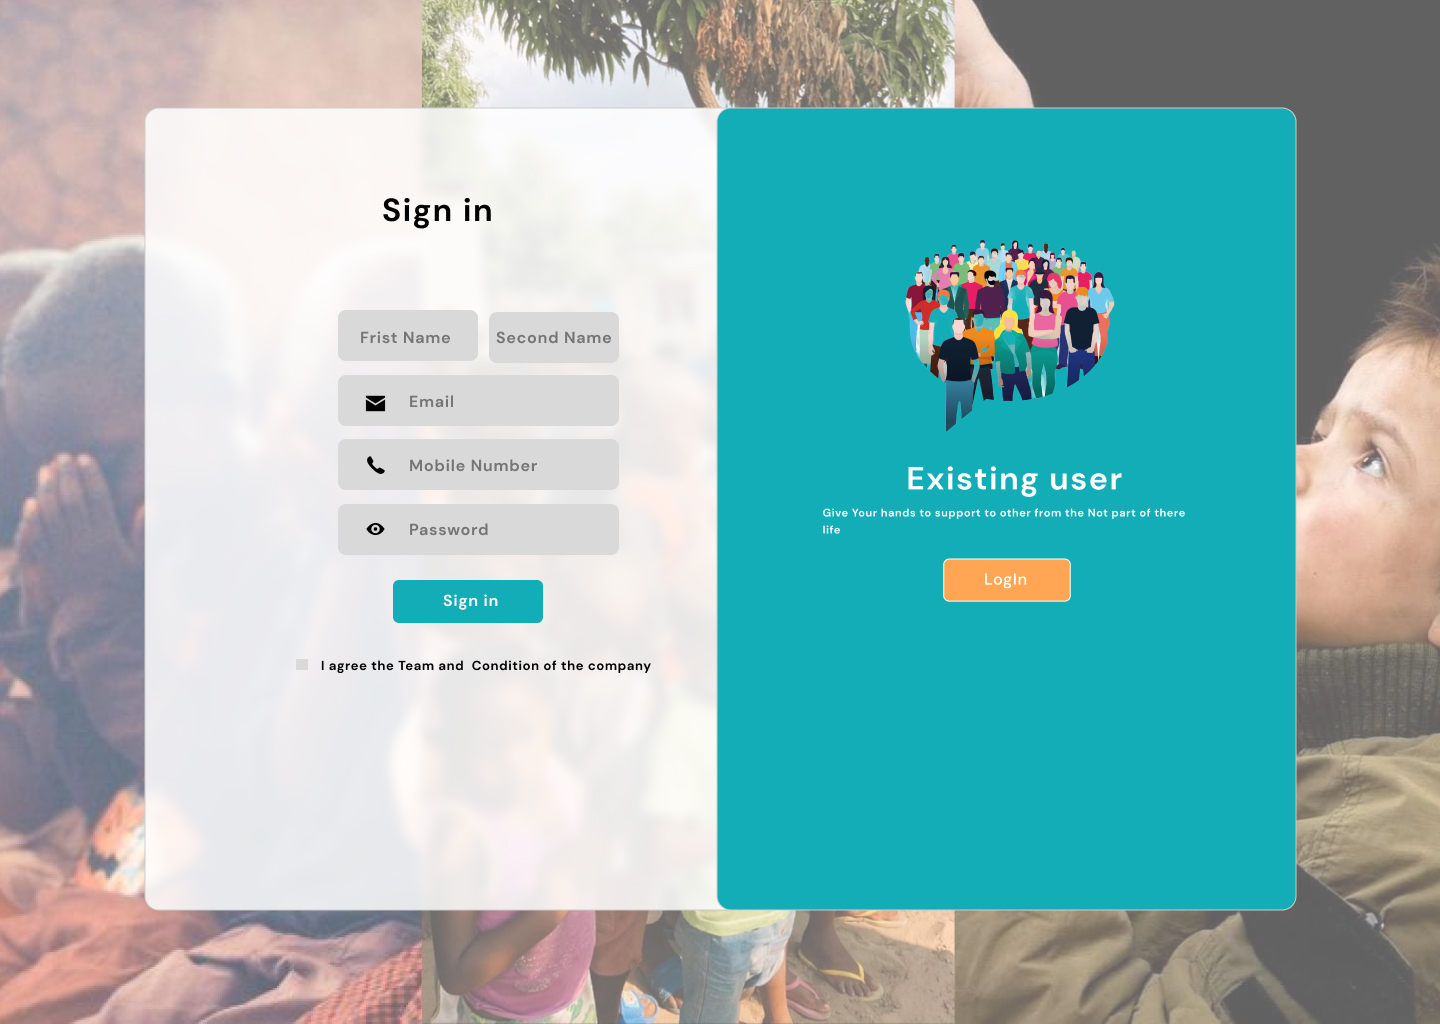 Sign in
Frist Name
Second Name
Email
Mobile Number
Password
Sign in
I agree the Team and  Condition of the company
Existing user
Give Your hands to support to other from the Not part of there
life
LogIn